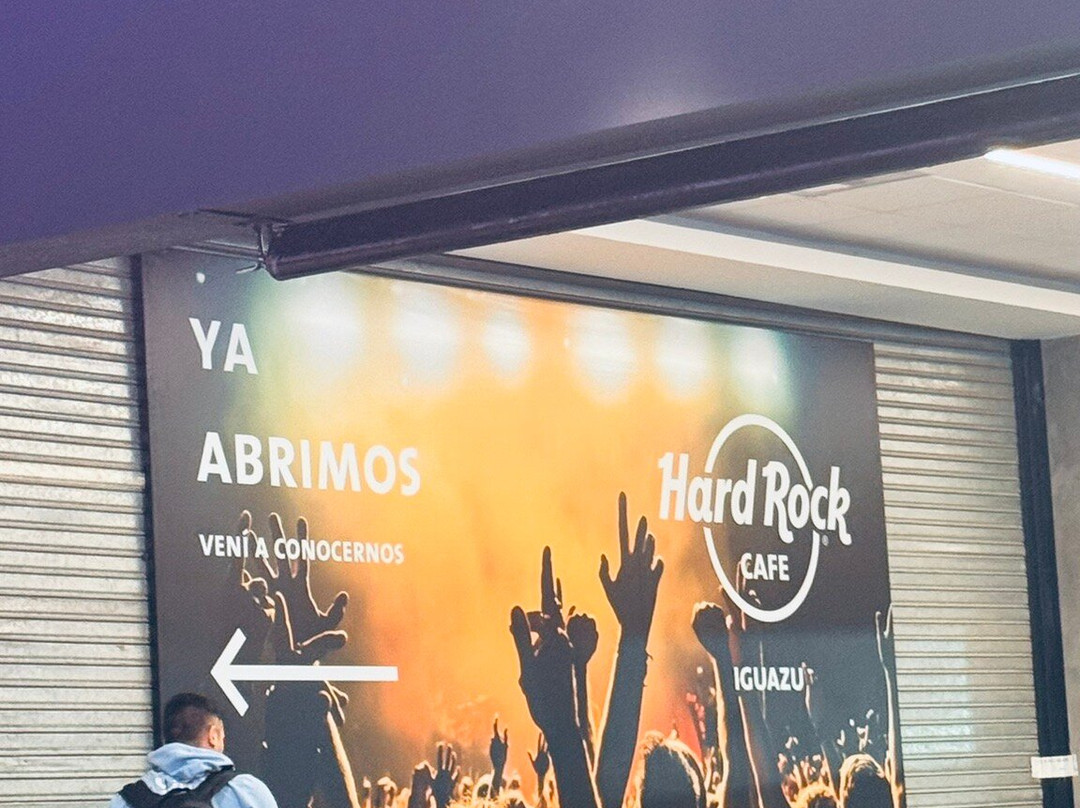 YA
ABRIMOS
VENÍ A CONOCERNOS
Hard Rock
®
CAFE
IGUAZU